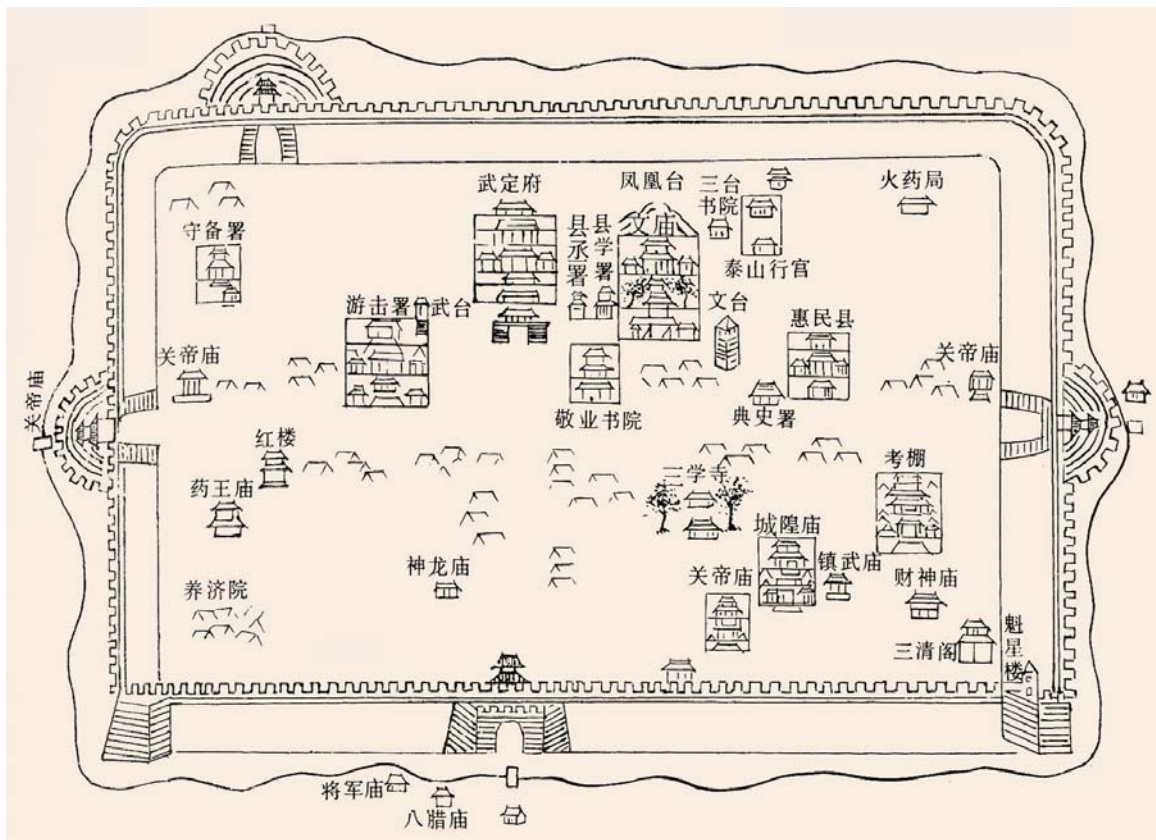 武定府
凤凰台
三台书院
火药局
守备署
县丞署
县学署
文庙
泰山行宫
游击署
武台
文台
惠民县
关帝庙
关帝庙
关帝庙
敬业书院
典史署
红楼
考棚
三学寺
药王庙
城隍庙
神龙庙
关帝庙
镇武庙
财神庙
养济院
三清阁
魁星楼
将军庙
八腊庙